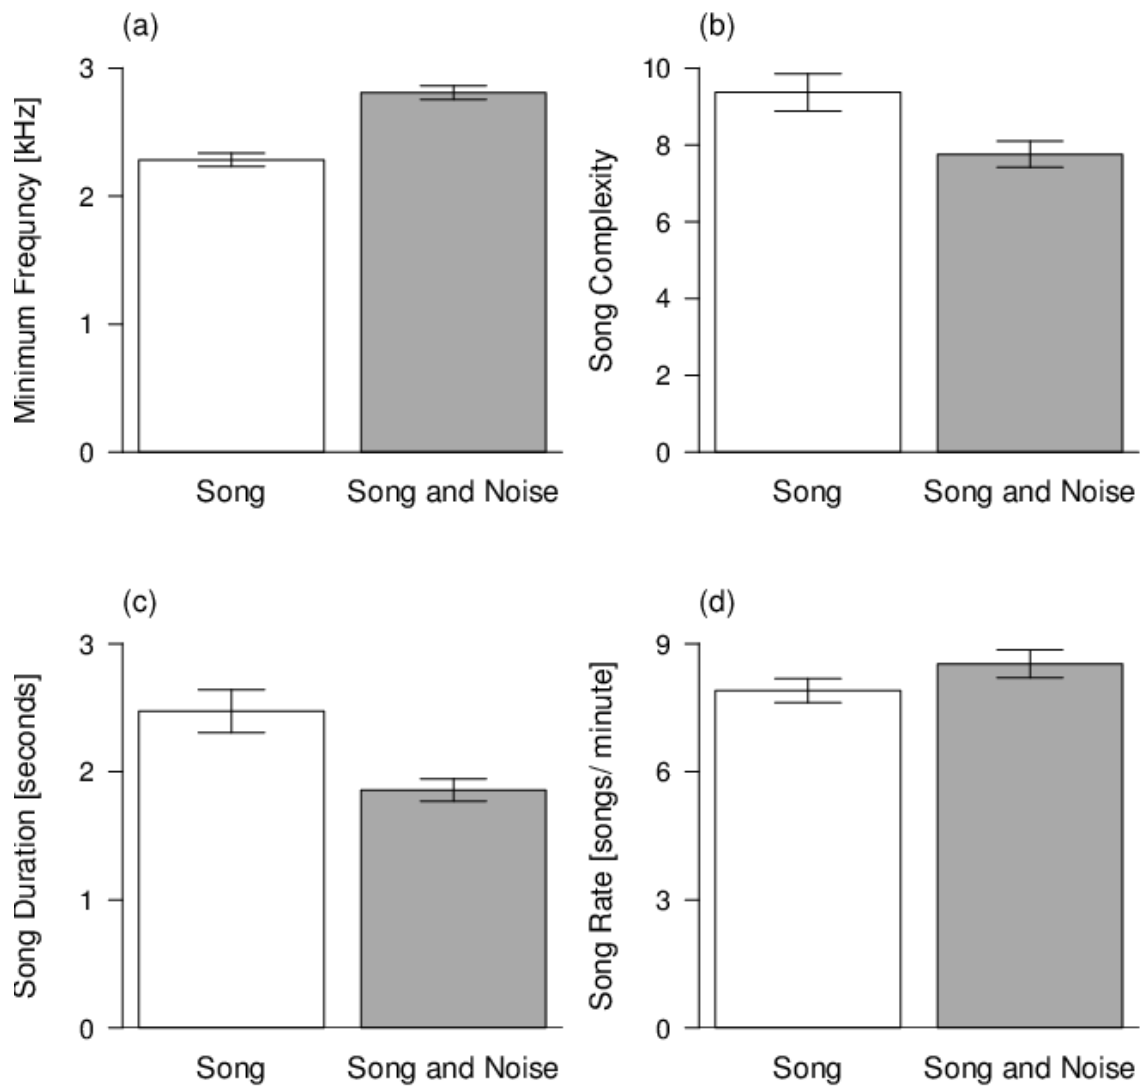 (a)
Minimum Frequncy [kHz]
3
2
1
0
Song
Song and Noise
(b)
Song Complexity
10
8
6
4
2
0
Song
Song and Noise
(c)
Song Duration [seconds]
3
2
1
0
Song
Song and Noise
(d)
Song Rate [songs/ minute]
9
6
3
0
Song
Song and Noise